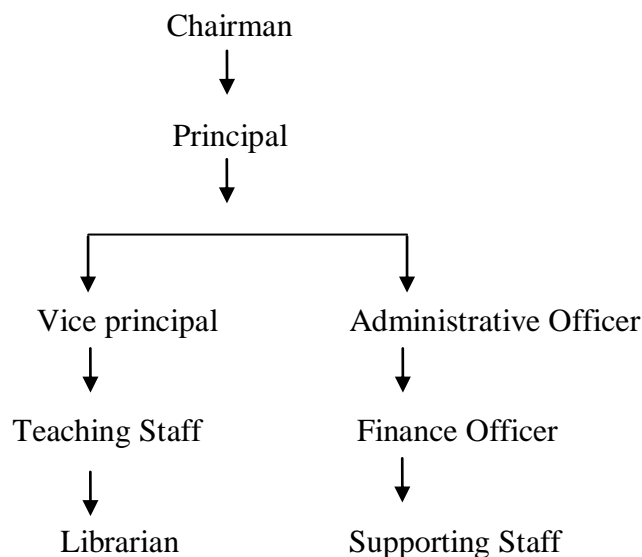 Chairman
Principal
Vice principal
Administrative Officer
Teaching Staff
Finance Officer
Librarian
Supporting Staff